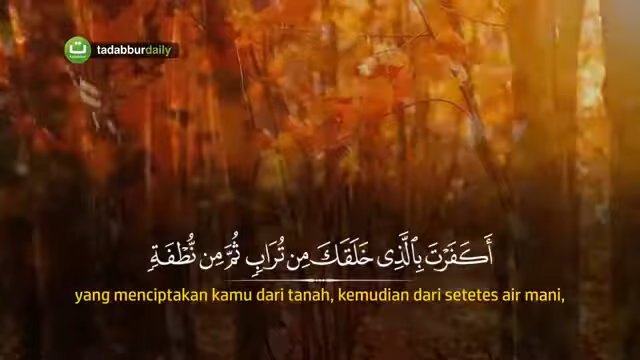 tadabburdaily
أَكَفَرْتَ بِٱلَّذِى خَلَقَكَ مِن تُرَابٍ ثُمَّ مِن نُّطْفَةٍ
yang menciptakan kamu dari tanah, kemudian dari setetes air mani,